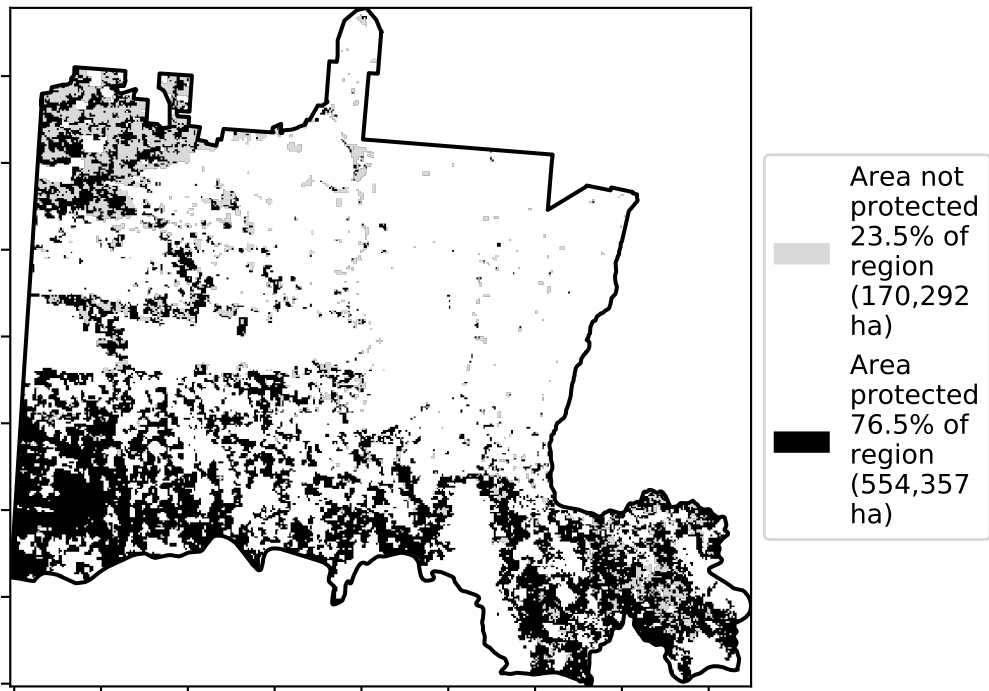 Area not
protected
23.5% of
region
(170,292
ha)
Area
protected
76.5% of
region
(554,357
ha)